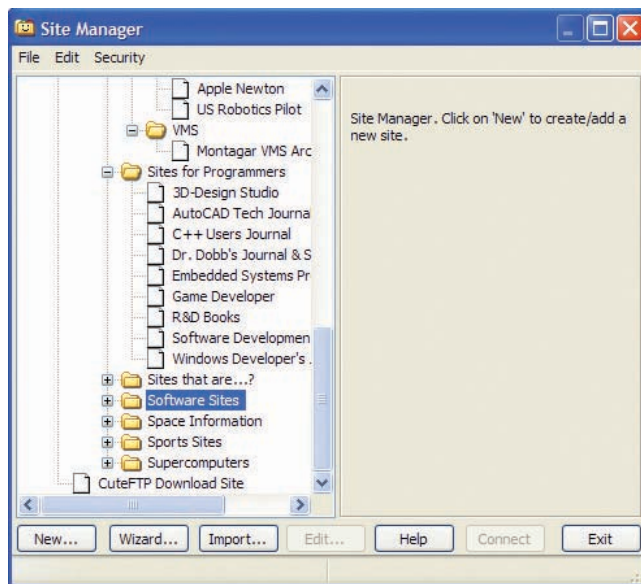 Site Manager
File Edit Security
Apple Newton
US Robotics Pilot
VMS
Montagar VMS Arc
Sites for Programmers
3D-Design Studio
AutoCAD Tech Journa
C++ Users Journal
Dr. Dobb's Journal & S
Embedded Systems Pr
Game Developer
R&D Books
Software Developmen
Windows Developer's .
Sites that are...?
Software Sites
Space Information
Sports Sites
Supercomputers
CuteFTP Download Site
Site Manager. Click on 'New' to create/add a
new site.
New... Wizard... Import... Edit... Help Connect Exit